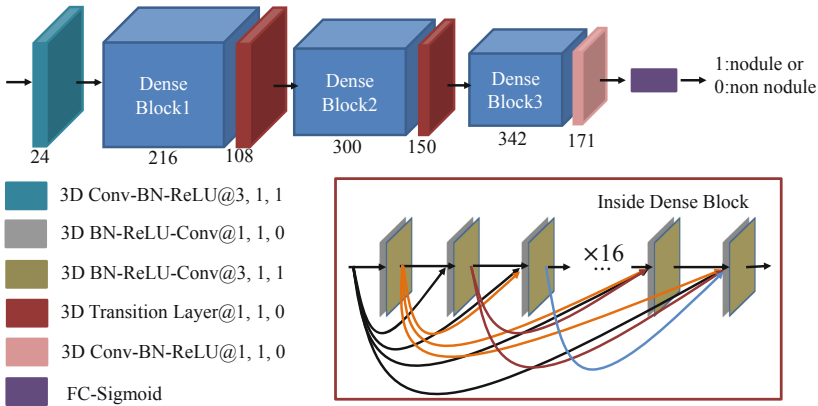 Dense
Block1
Dense
Block2
Dense
Block3
1:nodule or
0:non nodule
24
216
108
300
150
342
171
3D Conv-BN-ReLU@3, 1, 1
3D BN-ReLU-Conv@1, 1, 0
3D BN-ReLU-Conv@3, 1, 1
3D Transition Layer@1, 1, 0
3D Conv-BN-ReLU@1, 1, 0
FC-Sigmoid
Inside Dense Block
×16
...